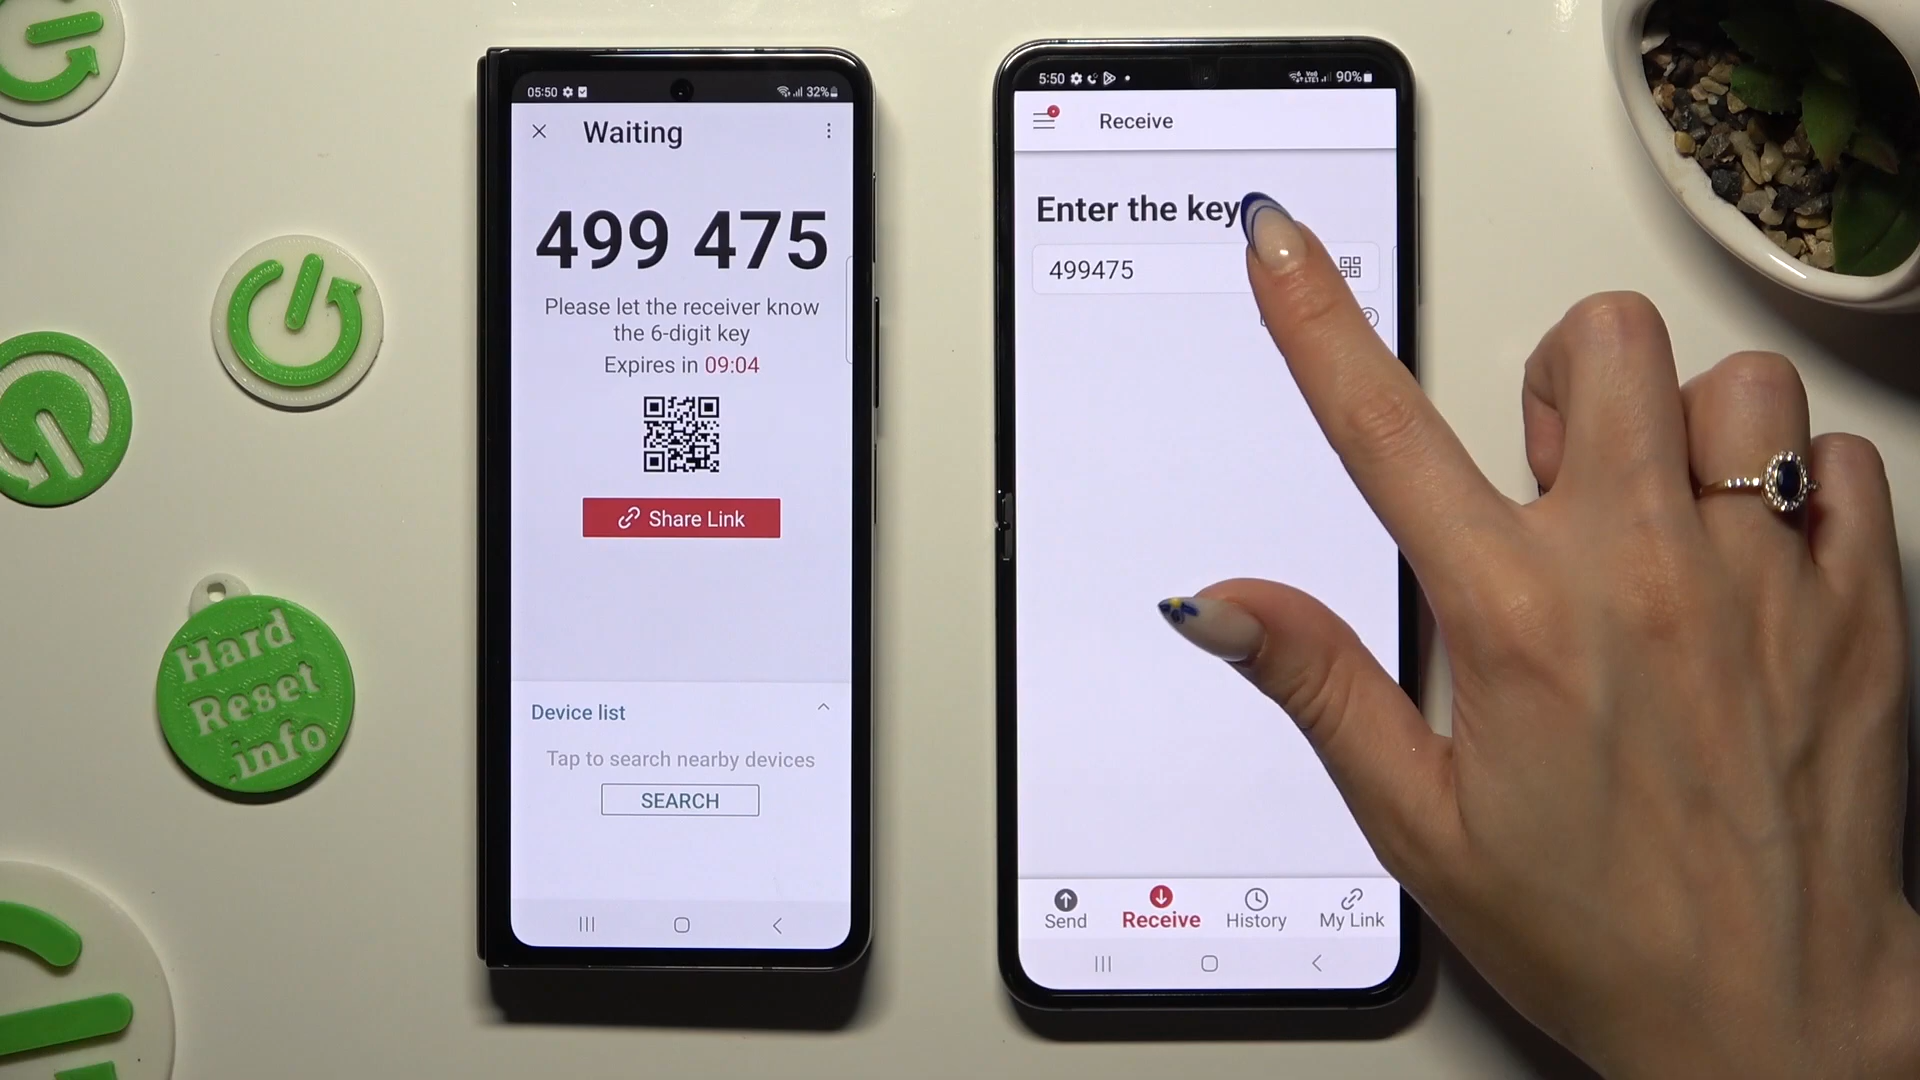 05:50
32%
Waiting
499 475
Please let the receiver know
the 6-digit key
Expires in 09:04
Share Link
Device list
Tap to search nearby devices
SEARCH
5:50
90%
Receive
Enter the key
499475
Send
Receive
History
My Link
Hard
Reset
.info